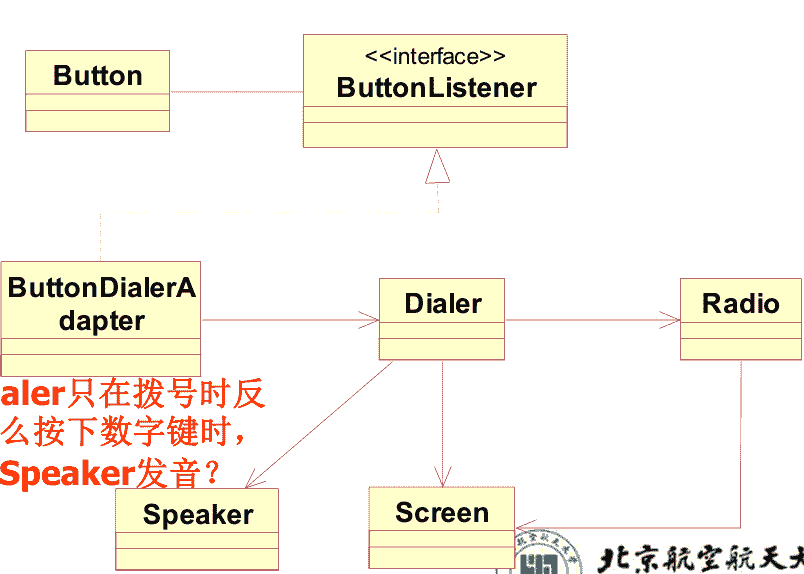 Button
<<interface>>
ButtonListener
ButtonDialerA
dapter
Dialer
Radio
aler只在拨号时反
么按下数字键时，
Speaker发音？
Speaker
Screen
北京航空航天大